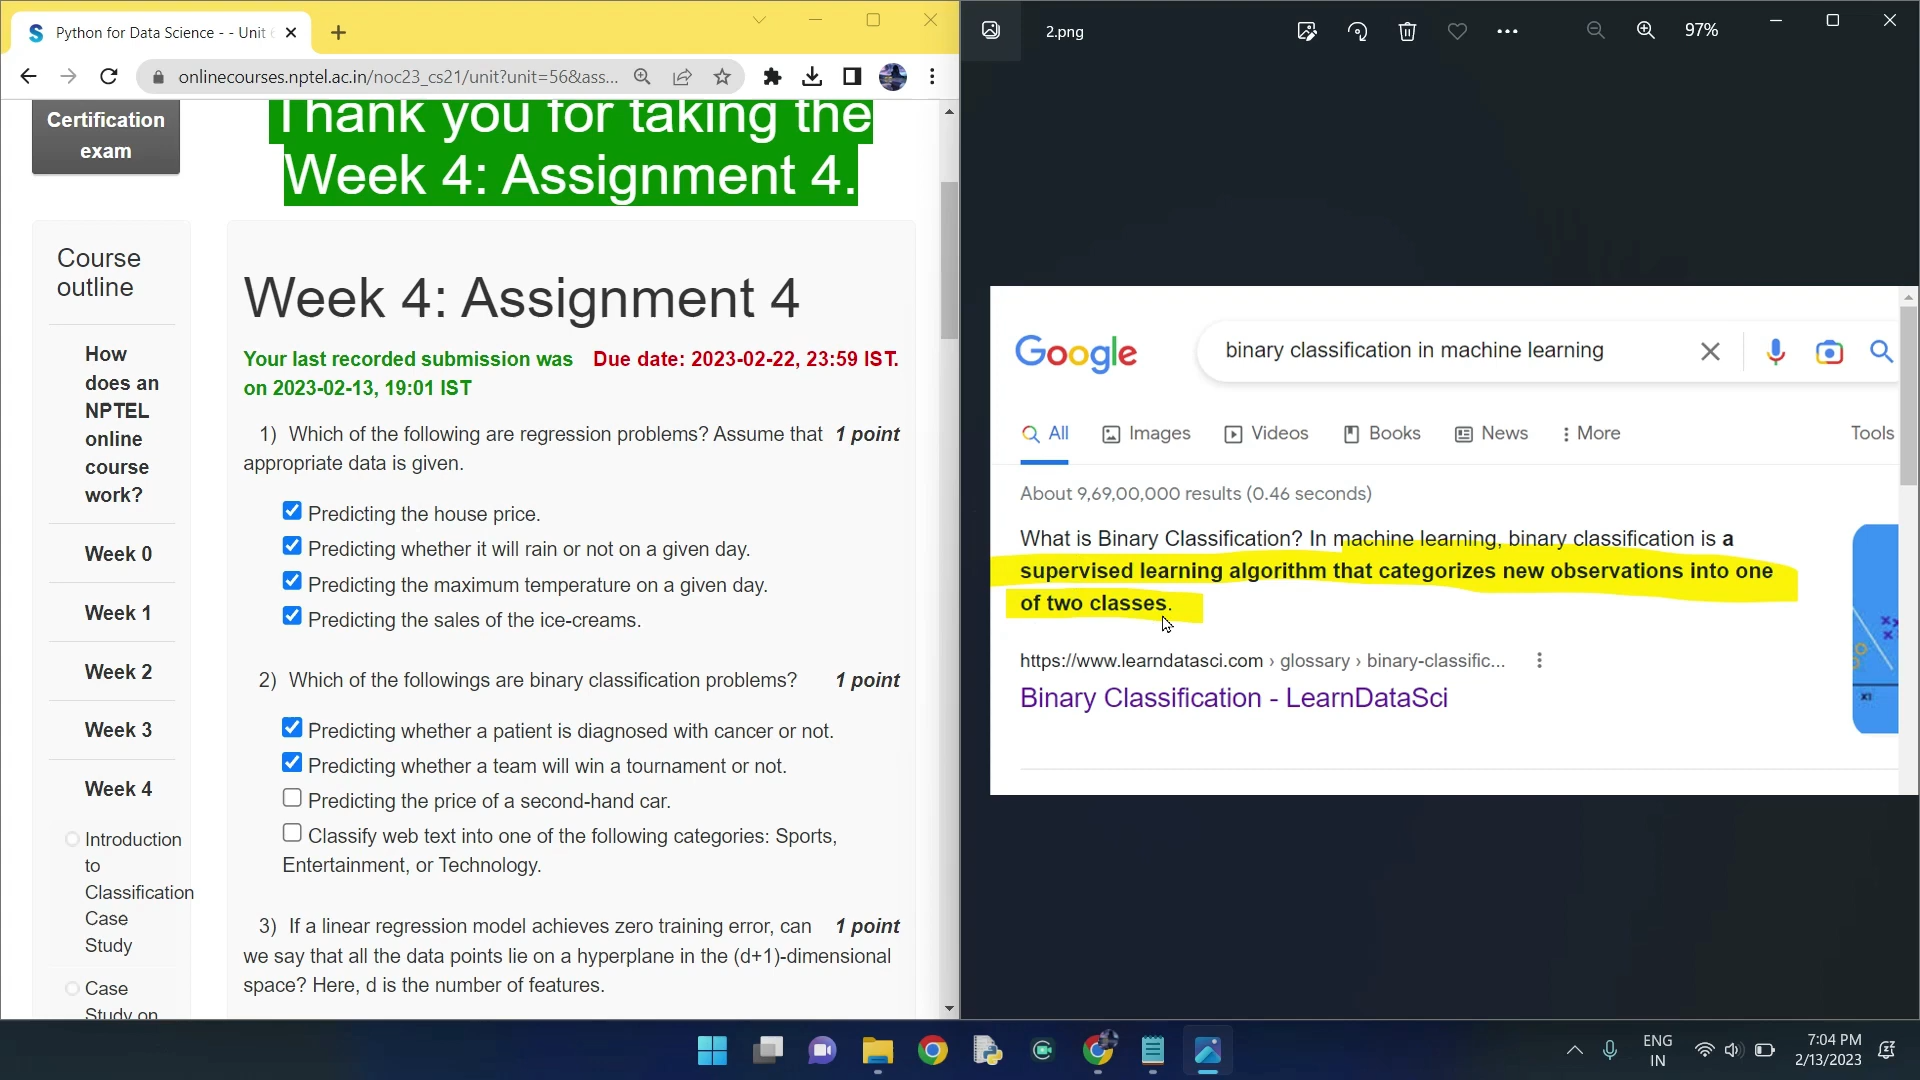 Python for Data Science - - Unit
onlinecourses.nptel.ac.in/noc23_cs21/unit?unit=56&ass...
Certification
exam
Thank you for taking the
Week 4: Assignment 4.
Course
outline
How
does an
NPTEL
online
course
work?
Week 0
Week 1
Week 2
Week 3
Week 4
Introduction
to
Classification
Case
Study
Case
Study on
Week 4: Assignment 4
Your last recorded submission was
on 2023-02-13, 19:01 IST
Due date: 2023-02-22, 23:59 IST.
1) Which of the following are regression problems? Assume that 1 point
appropriate data is given.
Predicting the house price.
Predicting whether it will rain or not on a given day.
Predicting the maximum temperature on a given day.
Predicting the sales of the ice-creams.
2) Which of the followings are binary classification problems? 1 point
Predicting whether a patient is diagnosed with cancer or not.
Predicting whether a team will win a tournament or not.
Predicting the price of a second-hand car.
Classify web text into one of the following categories: Sports,
Entertainment, or Technology.
3) If a linear regression model achieves zero training error, can 1 point
we say that all the data points lie on a hyperplane in the (d+1)-dimensional
space? Here, d is the number of features.
2.png
97%
Google
binary classification in machine learning
All Images Videos Books News More Tools
About 9,69,00,000 results (0.46 seconds)
What is Binary Classification? In machine learning, binary classification is a
supervised learning algorithm that categorizes new observations into one
of two classes.
https://www.learndatasci.com › glossary › binary-classific...
Binary Classification - LearnDataSci
ENG
IN
7:04 PM
2/13/2023